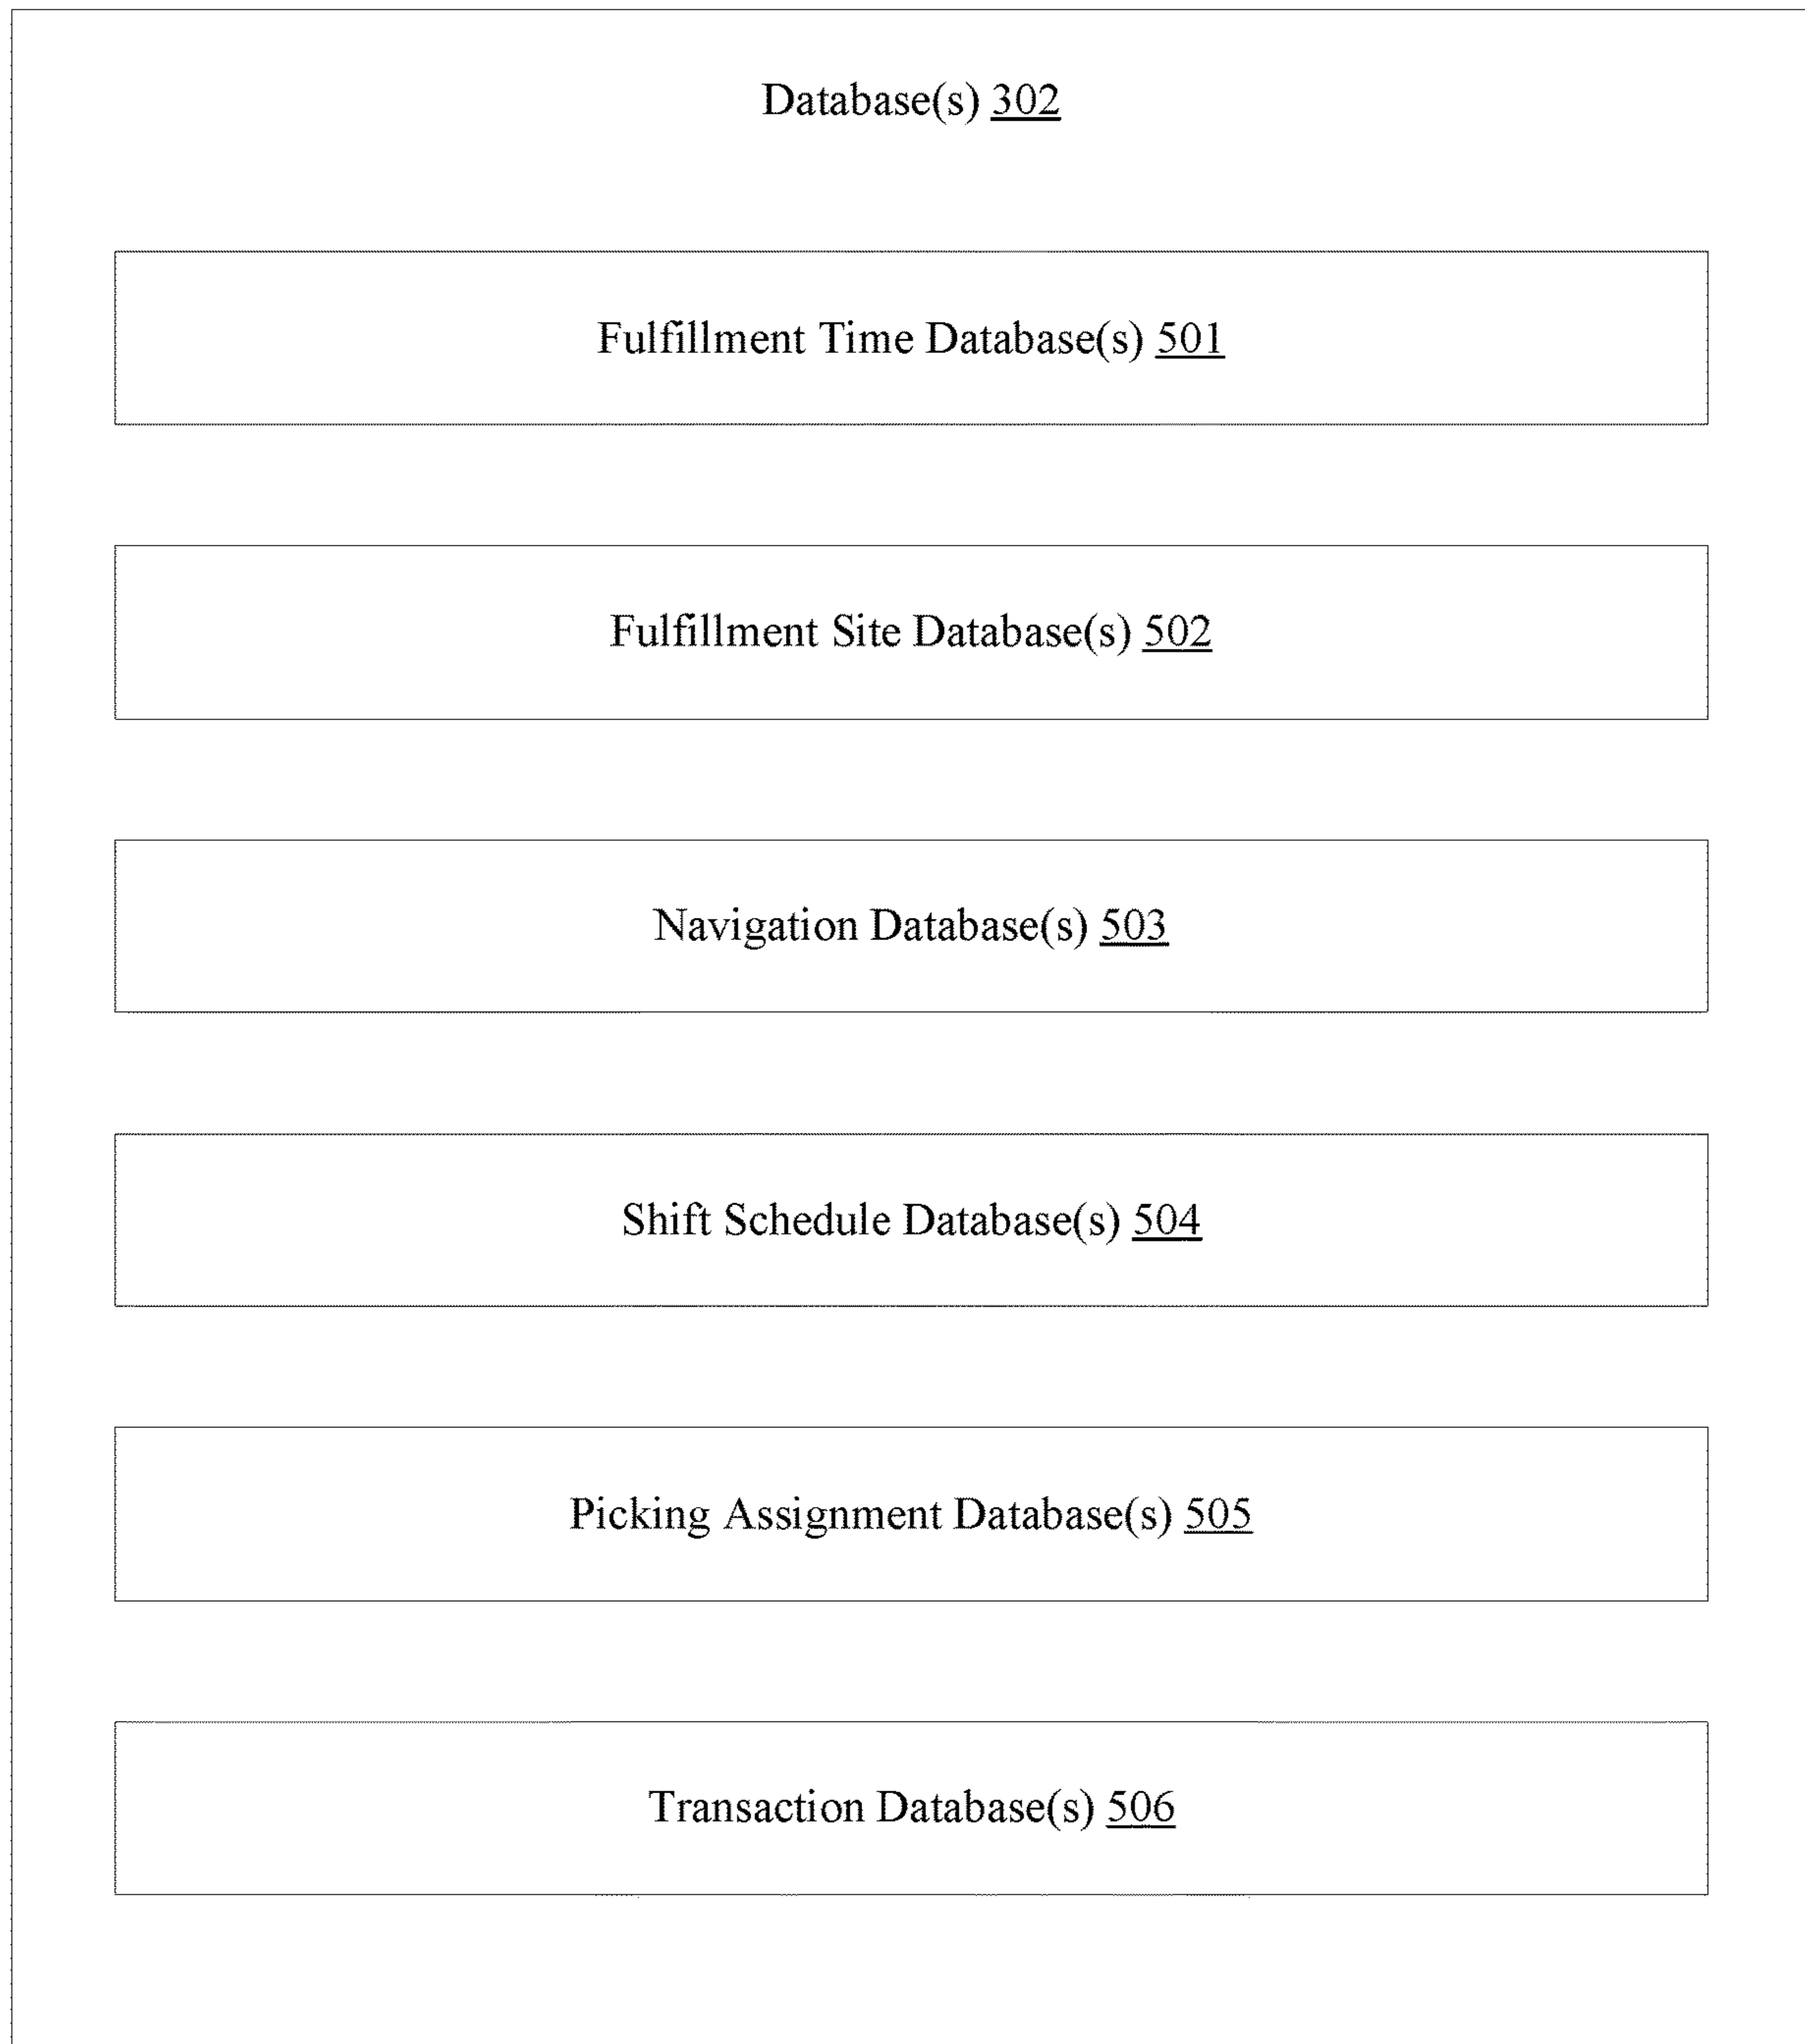 Database(s) 302
Fulfillment Time Database(s) 501
Fulfillment Site Database(s) 502
Navigation Database(s) 503
Shift Schedule Database(s) 504
Picking Assignment Database(s) 505
Transaction Database(s) 506